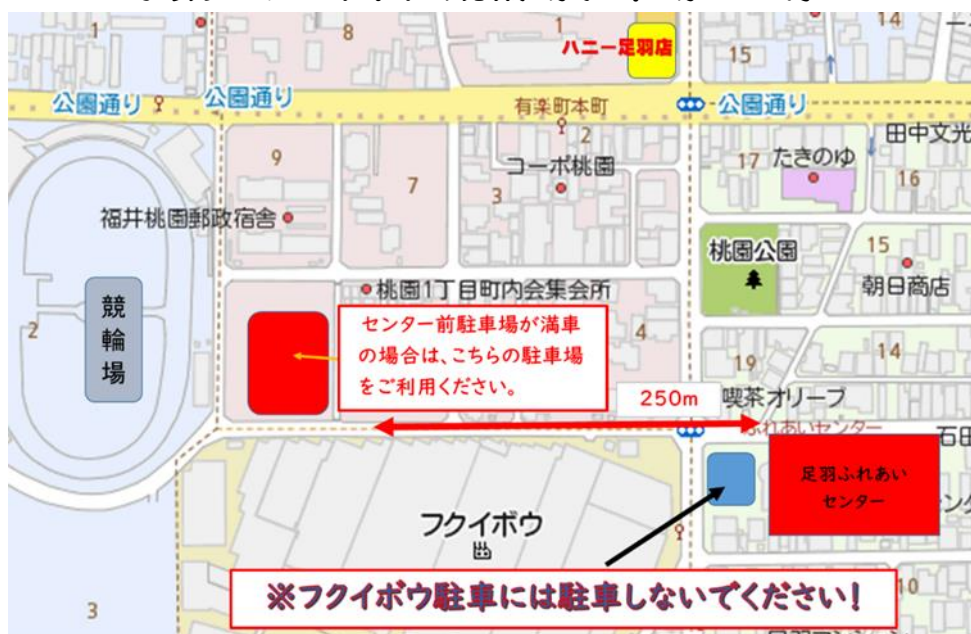 1
8
1
ハニー足羽店
15
14
公園通り
公園通り
有楽町本町
公園通り
9
7
3
2
コーポ桃園
17
たきのゆ
田中文光
16
福井桃園郵政宿舎
桃園公園
15
朝日商店
桃園1丁目町内会集会所
競
輪
場
2
センター前駐車場が満車
の場合は、こちらの駐車場
をご利用ください。
4
19
14
250m
喫茶オリーブ
ふれあいセンター
石田
足羽ふれあい
センター
フクイボウ
※フクイボウ駐車には駐車しないでください!
3
10